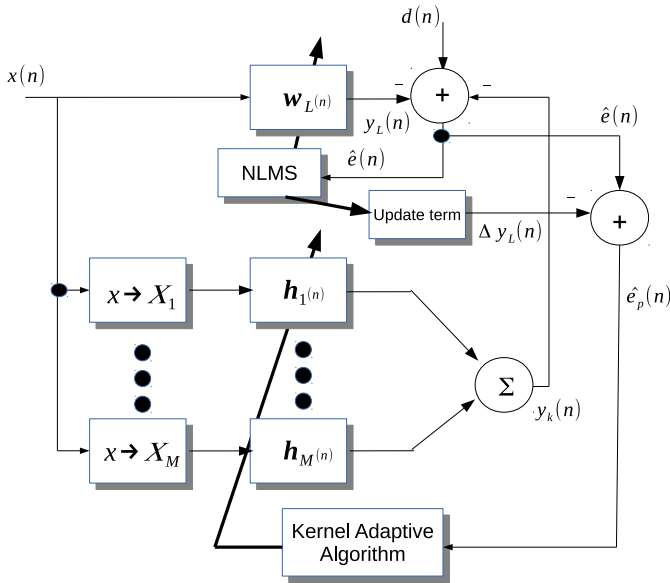 d(n)
x(n)
w_L(n)
−
+
−
y_L(n)
ê(n)
ê(n)
NLMS
Update term
−
+
Δ y_L(n)
x → X_1
h_1(n)
ê_p(n)
Σ
y_k(n)
x → X_M
h_M(n)
Kernel Adaptive
Algorithm